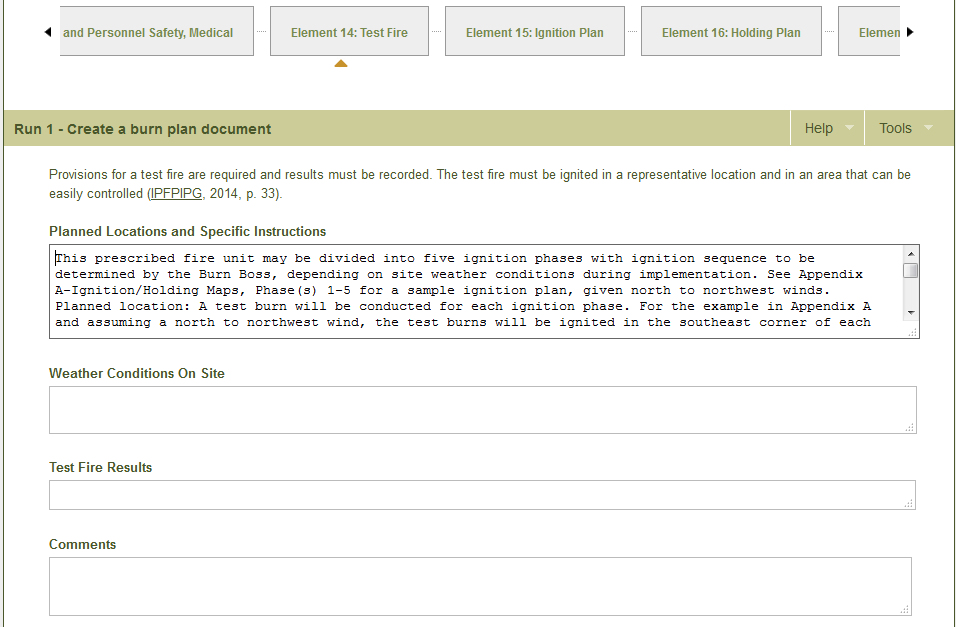 and Personnel Safety, Medical
Element 14: Test Fire
Element 15: Ignition Plan
Element 16: Holding Plan
Elemen
Run 1 - Create a burn plan document
Help
Tools
Provisions for a test fire are required and results must be recorded. The test fire must be ignited in a representative location and in an area that can be
easily controlled (IPFPIPG, 2014, p. 33).
Planned Locations and Specific Instructions
This prescribed fire unit may be divided into five ignition phases with ignition sequence to be
determined by the Burn Boss, depending on site weather conditions during implementation. See Appendix
A-Ignition/Holding Maps, Phase(s) 1-5 for a sample ignition plan, given north to northwest winds.
Planned location: A test burn will be conducted for each ignition phase. For the example in Appendix A
and assuming a north to northwest wind, the test burns will be ignited in the southeast corner of each
Weather Conditions On Site
Test Fire Results
Comments